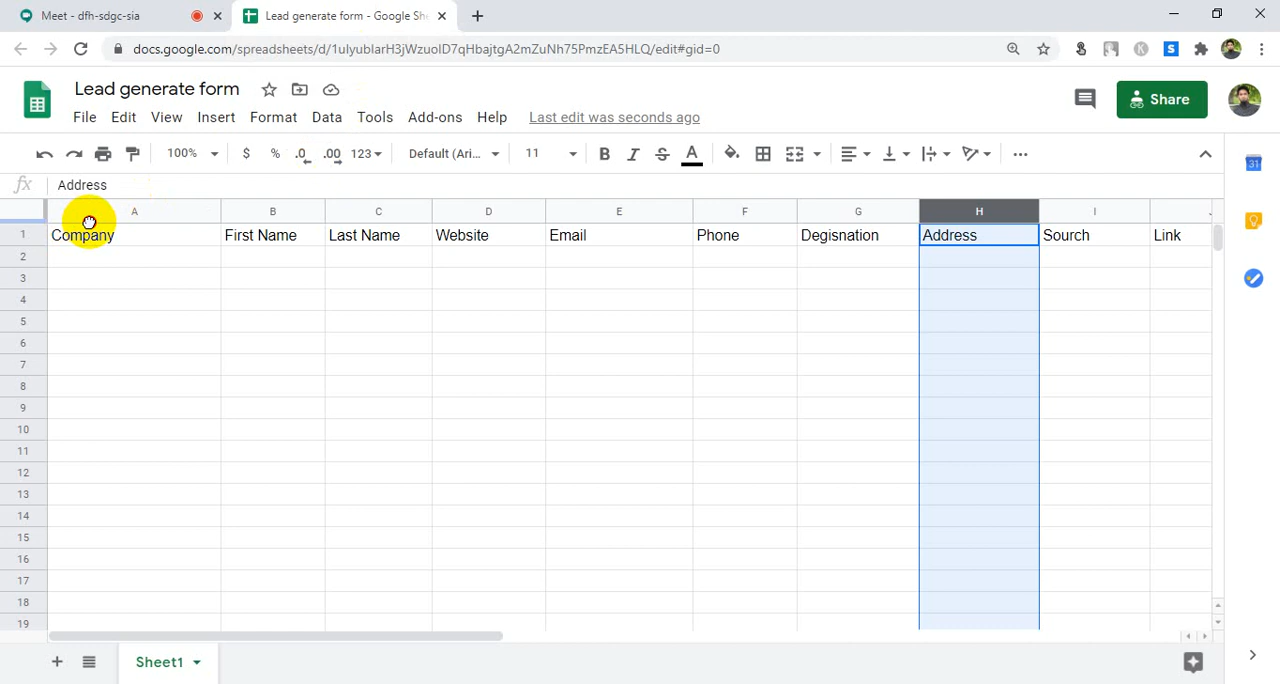 Meet - dfh-sdgc-sia
Lead generate form - Google She
docs.google.com/spreadsheets/d/1ulyublarH3jWzuoID7qHbajtgA2mZuNh75PmzEA5HLQ/edit#gid=0
Lead generate form
Share
File Edit View Insert Format Data Tools Add-ons Help Last edit was seconds ago
100% $ % .0 .00 123 Default (Ari... 11 B I S A
fx Address
A B C D E F G H I
1 Company First Name Last Name Website Email Phone Degisnation Address Sourch Link
2
3
4
5
6
7
8
9
10
11
12
13
14
15
16
17
18
19
Sheet1